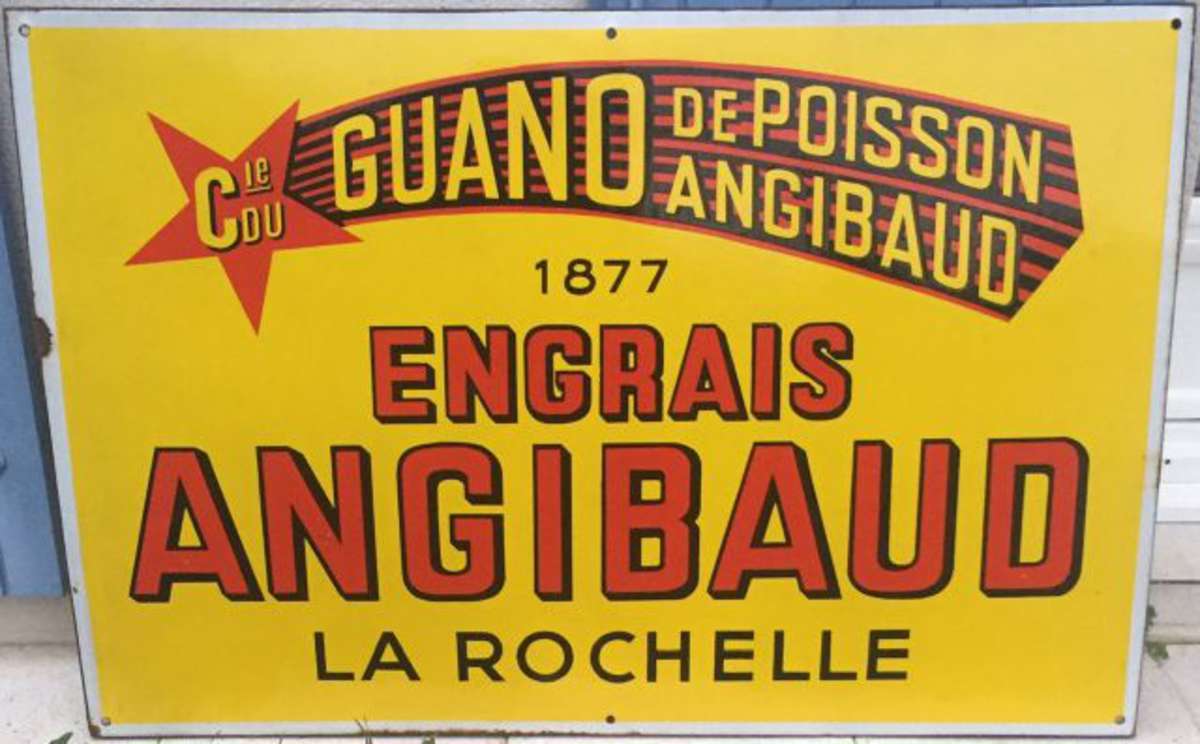 Cie DU GUANO DE POISSON
ANGIBAUD
1877
ENGRAIS
ANGIBAUD
LA ROCHELLE